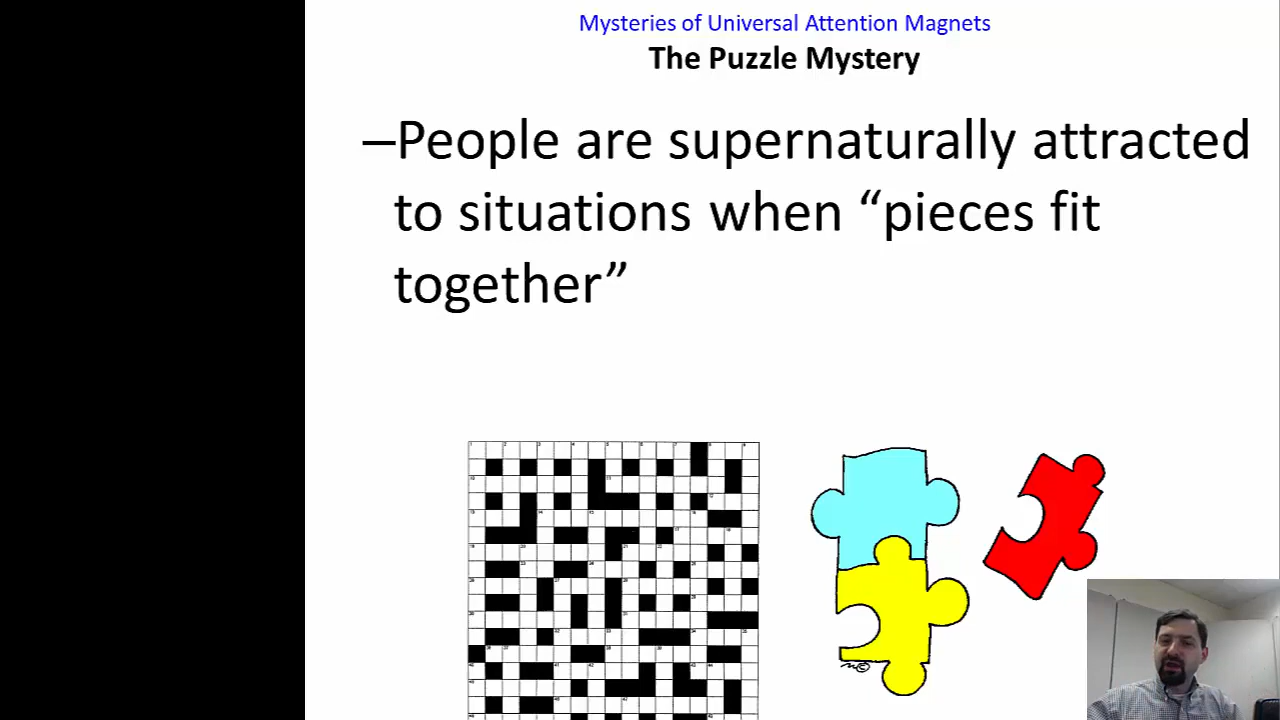 Mysteries of Universal Attention Magnets
The Puzzle Mystery
–People are supernaturally attracted
to situations when “pieces fit
together”